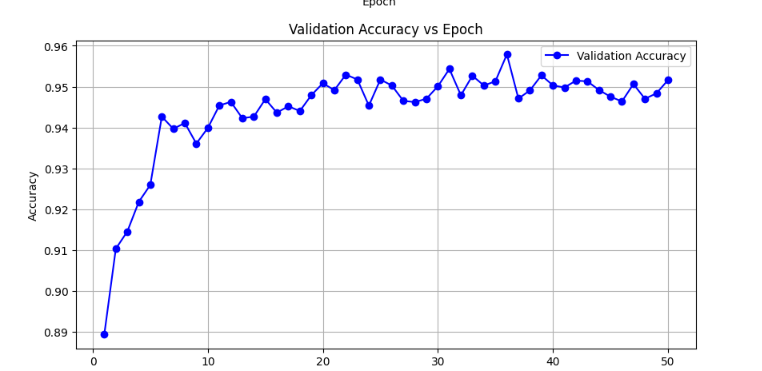 Epoch
Validation Accuracy vs Epoch
0.96
Validation Accuracy
0.95
0.94
0.93
0.92
0.91
0.90
0.89
Accuracy
0 10 20 30 40 50